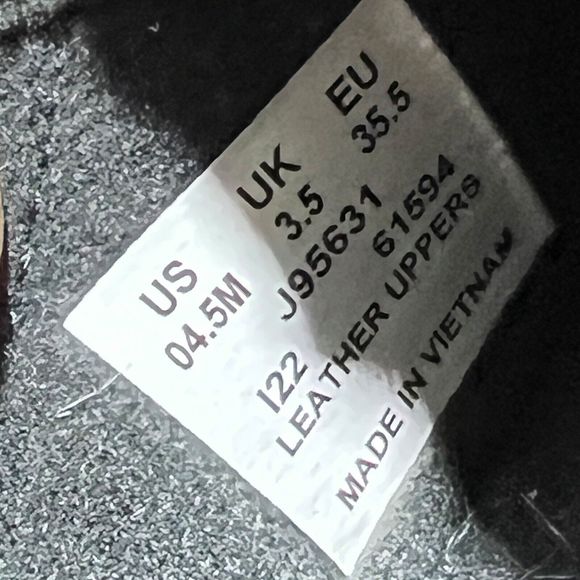 US UK EU
04.5M 3.5 35.5
J95631
I22 61594
LEATHER UPPERS
MADE IN VIETNAM